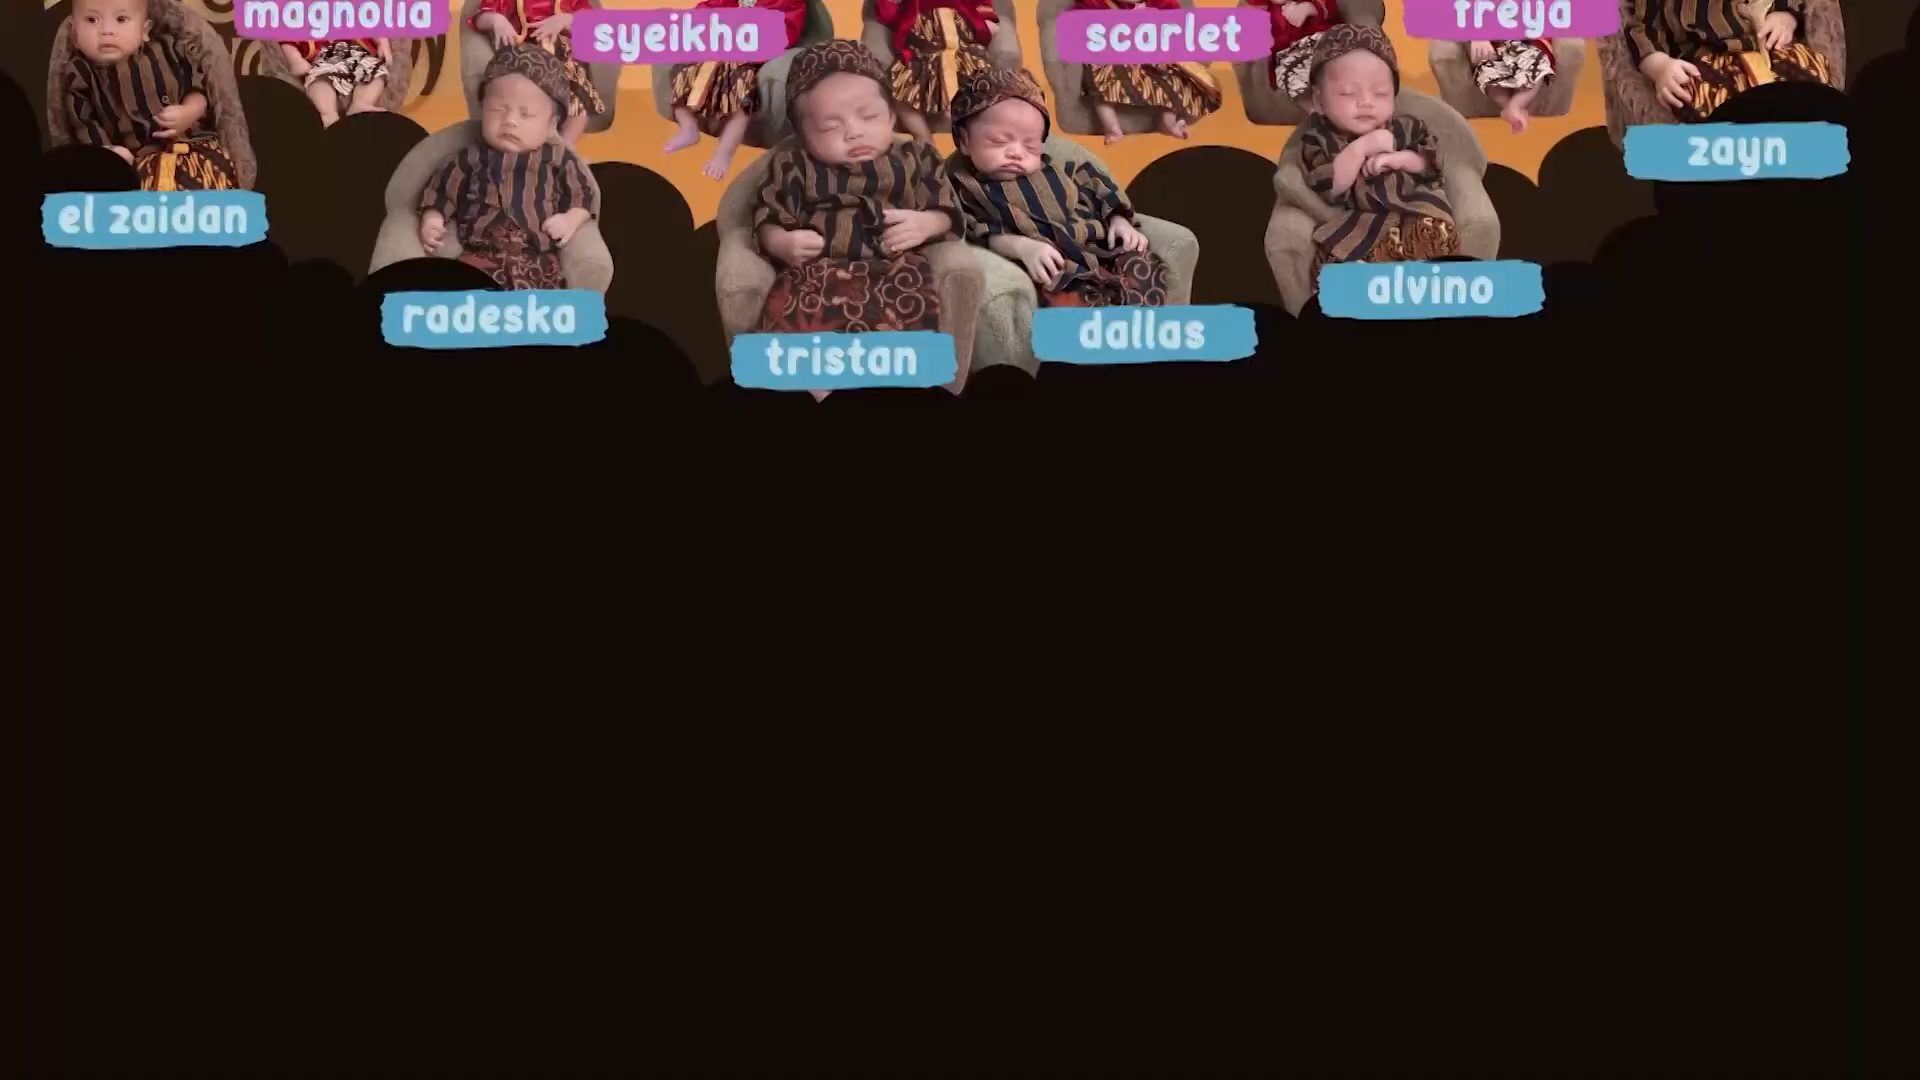 magnolia
syeikha
scarlet
freya
el zaidan
radeska
tristan
dallas
alvino
zayn